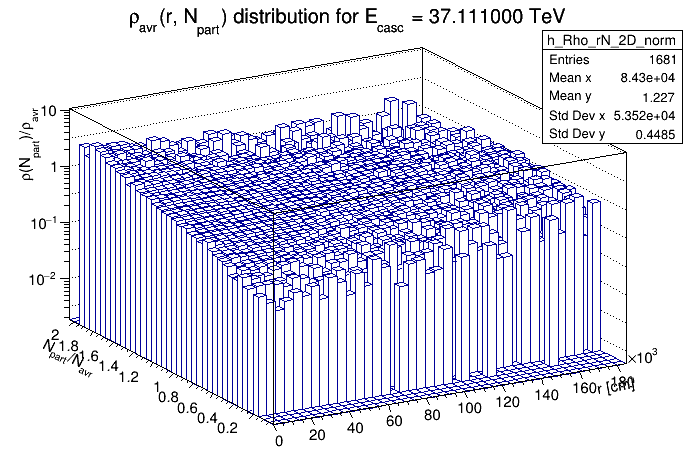 ρavr(r, Npart) distribution for Ecasc = 37.111000 TeV
h_Rho_rN_2D_norm
Entries 1681
Mean x 8.43e+04
Mean y 1.227
Std Dev x 5.352e+04
Std Dev y 0.4485
ρ(Npart)/ρavr
10
1
10−1
10−2
2 1.8 1.6 1.4 1.2 1 0.8 0.6 0.4 0.2
Npart/Navr
0 20 40 60 80 100 120 140 160 180
×10³
r [cm]